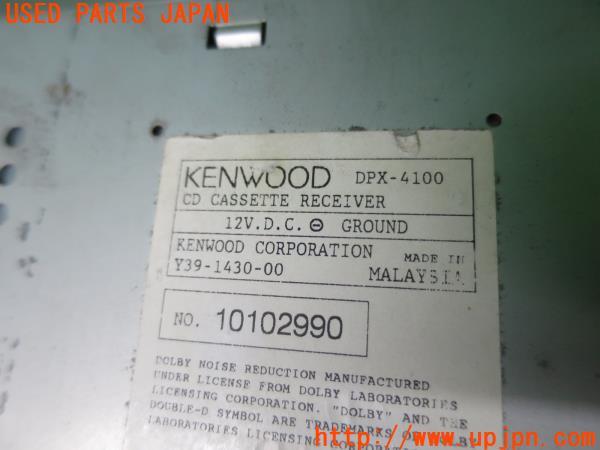 USED PARTS JAPAN
KENWOOD DPX-4100
CD CASSETTE RECEIVER
12V.D.C. ⊖ GROUND
KENWOOD CORPORATION MADE IN
Y39-1430-00 MALAYSIA
NO. 10102990
DOLBY NOISE REDUCTION MANUFACTURED
UNDER LICENSE FROM DOLBY LABORATORIES
LICENSING CORPORATION. "DOLBY" AND THE
DOUBLE-D SYMBOL ARE TRADEMARKS OF
LABORATORIES LICENSING
http://www.upjpn.com/